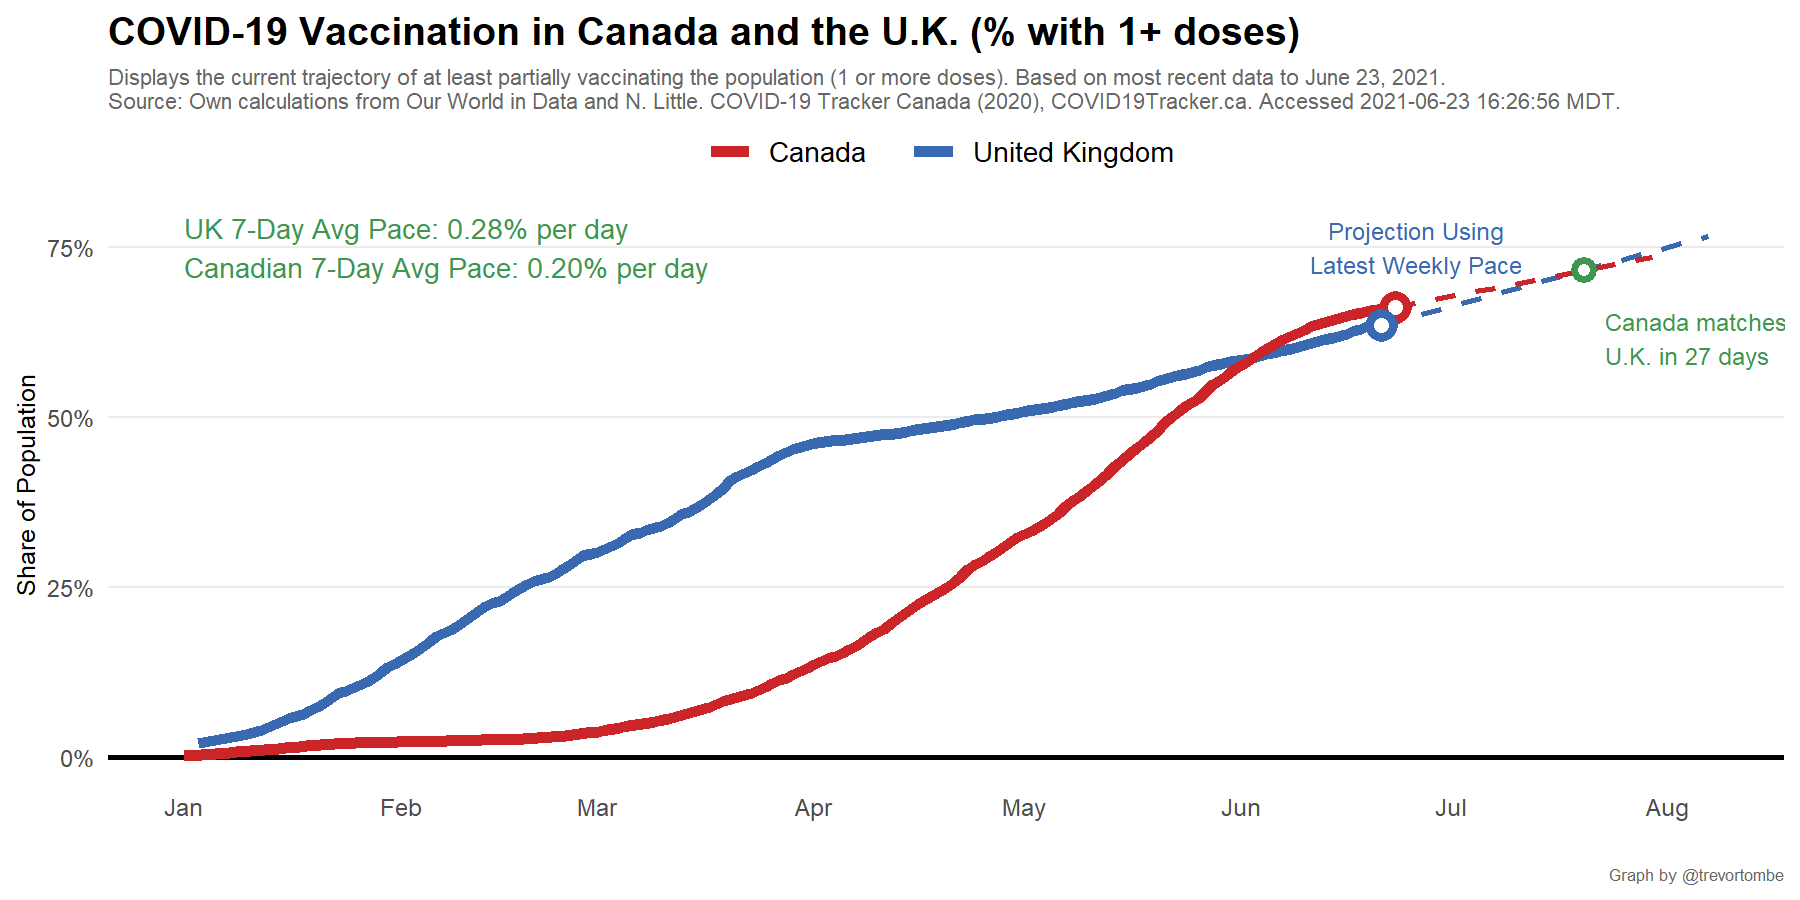 COVID-19 Vaccination in Canada and the U.K. (% with 1+ doses)
Displays the current trajectory of at least partially vaccinating the population (1 or more doses). Based on most recent data to June 23, 2021.
Source: Own calculations from Our World in Data and N. Little. COVID-19 Tracker Canada (2020), COVID19Tracker.ca. Accessed 2021-06-23 16:26:56 MDT.
Canada
United Kingdom
UK 7-Day Avg Pace: 0.28% per day
Canadian 7-Day Avg Pace: 0.20% per day
Projection Using
Latest Weekly Pace
Canada matches
U.K. in 27 days
Share of Population
75%
50%
25%
0%
Jan
Feb
Mar
Apr
May
Jun
Jul
Aug
Graph by @trevortombe